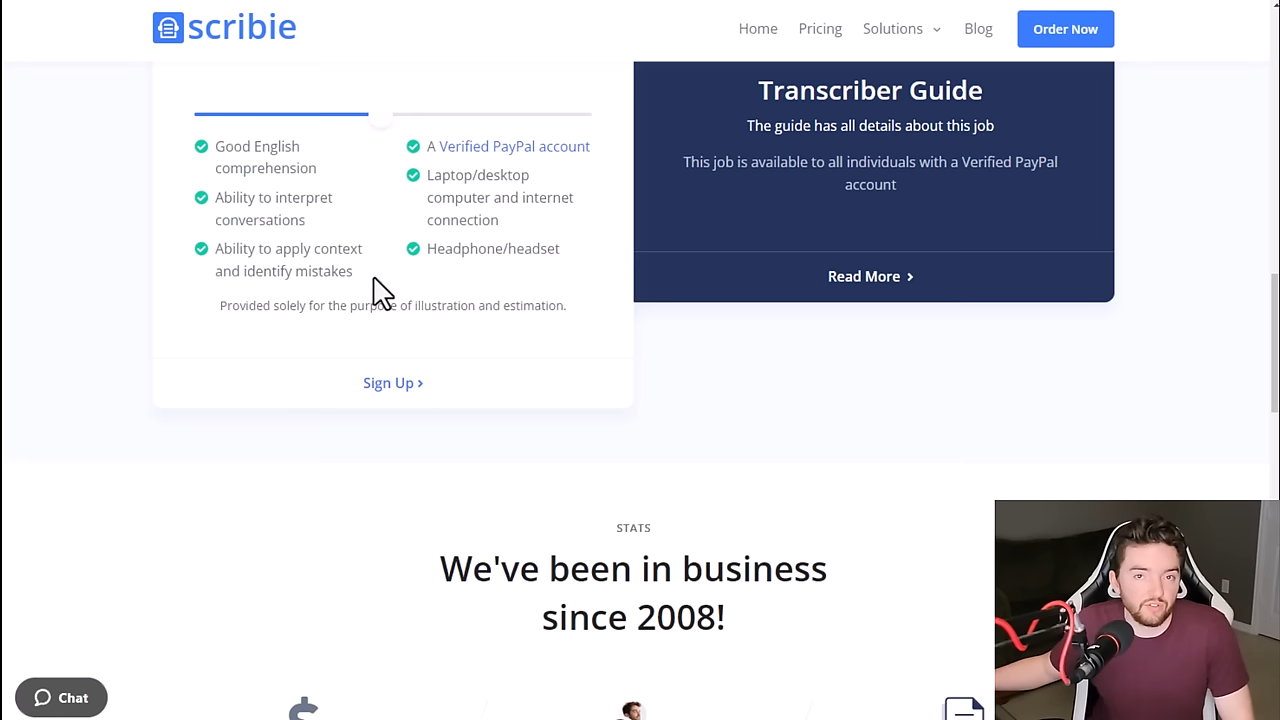 scribie
Home
Pricing
Solutions
Blog
Order Now
Good English
comprehension
Ability to interpret
conversations
Ability to apply context
and identify mistakes
A Verified PayPal account
Laptop/desktop
computer and internet
connection
Headphone/headset
Provided solely for the purpose of illustration and estimation.
Sign Up
Transcriber Guide
The guide has all details about this job
This job is available to all individuals with a Verified PayPal
account
Read More
STATS
We've been in business
since 2008!
$
Chat